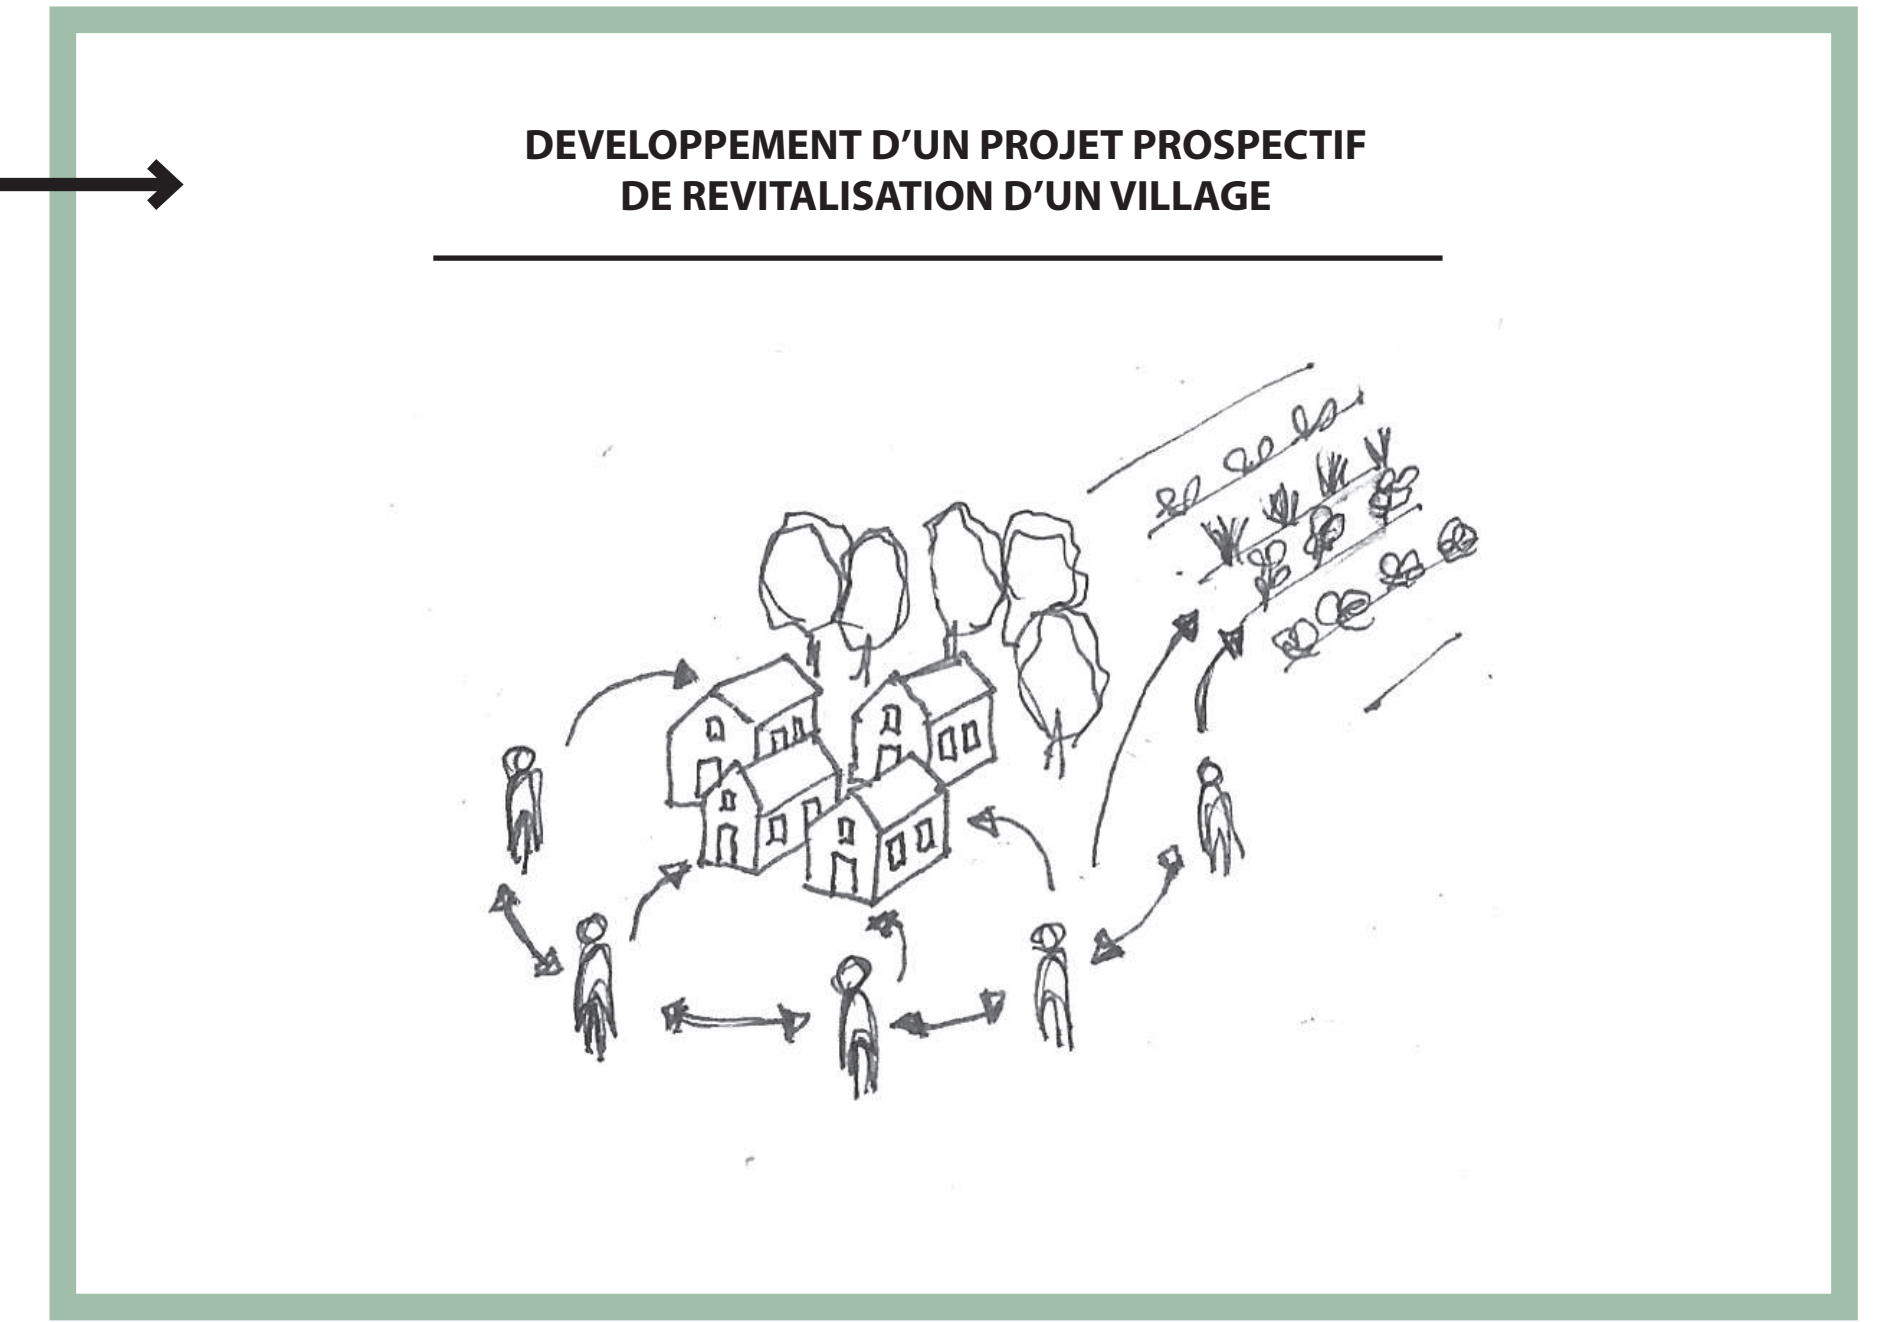 DEVELOPPEMENT D’UN PROJET PROSPECTIF
DE REVITALISATION D’UN VILLAGE